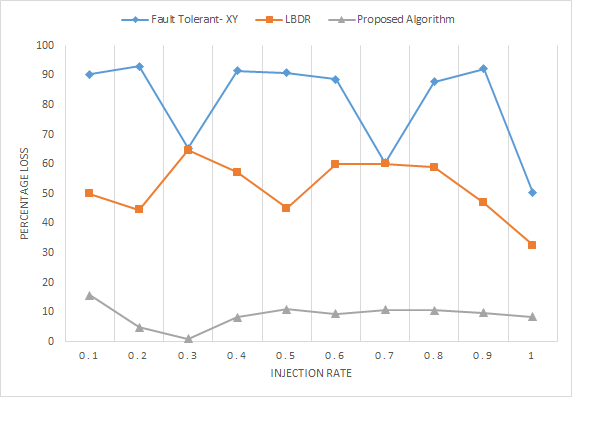 Fault Tolerant- XY LBDR Proposed Algorithm
100
90
80
70
60
50
40
30
20
10
0
PERCENTAGE LOSS
0.1 0.2 0.3 0.4 0.5 0.6 0.7 0.8 0.9 1
INJECTION RATE